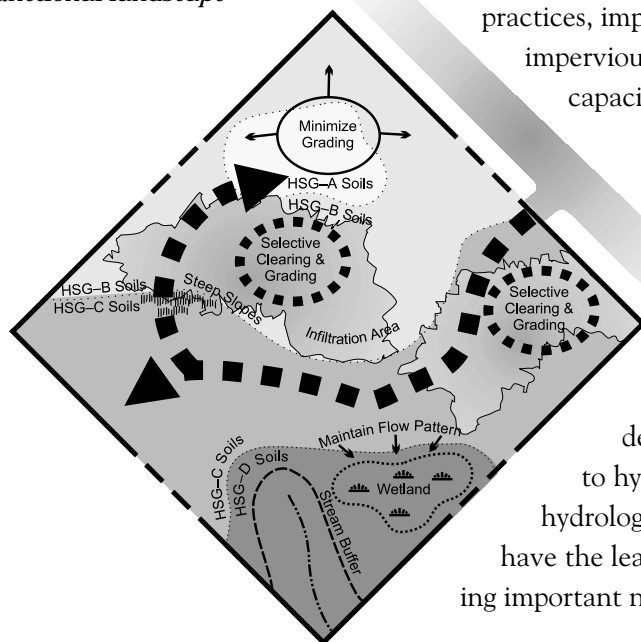 unctional landscape
practices, imp
impervious
capaci
Minimize
Grading
HSG–A Soils
HSG–B Soils
Selective
Clearing &
Grading
HSG–B Soils
HSG–C Soils
Steep Slopes
Infiltration Area
Selective
Clearing &
Grading
Maintain Flow Pattern
HSG–C Soils
HSG–D Soils
Wetland
Stream Buffer
de
to hy
hydrolog
have the lea
ing important n